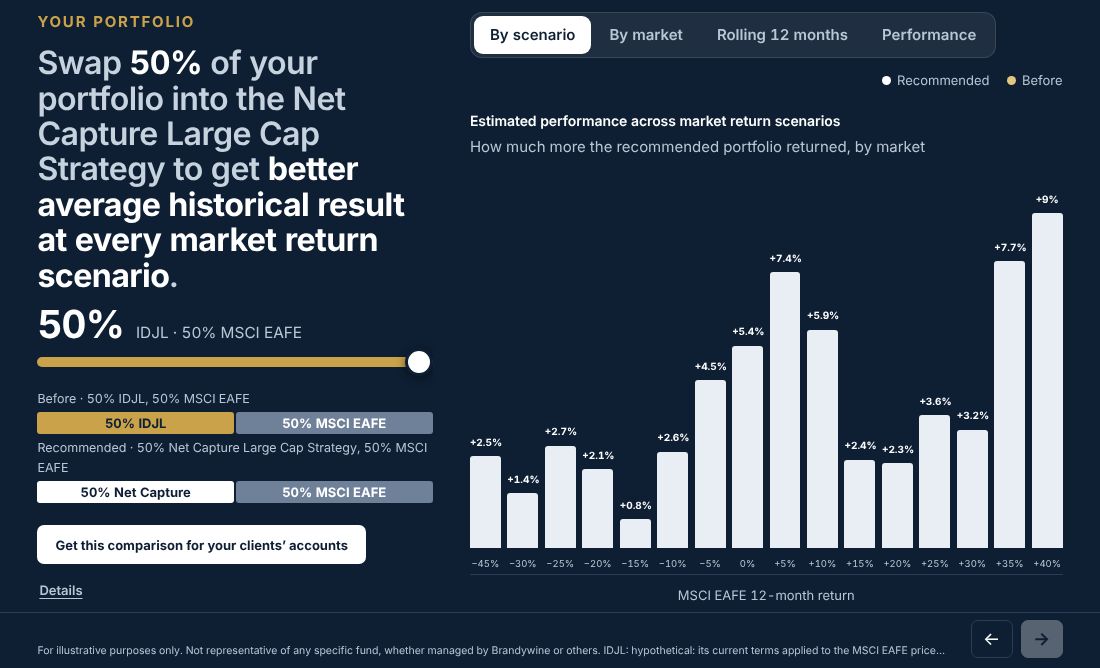 YOUR PORTFOLIO
Swap 50% of your
portfolio into the Net
Capture Large Cap
Strategy to get better
average historical result
at every market return
scenario.
50% IDJL · 50% MSCI EAFE
Before · 50% IDJL, 50% MSCI EAFE
50% IDJL 50% MSCI EAFE
Recommended · 50% Net Capture Large Cap Strategy, 50% MSCI
EAFE
50% Net Capture 50% MSCI EAFE
Get this comparison for your clients’ accounts
Details
By scenario By market Rolling 12 months Performance
Recommended Before
Estimated performance across market return scenarios
How much more the recommended portfolio returned, by market
+2.5% +1.4% +2.7% +2.1% +0.8% +2.6% +4.5% +5.4% +7.4% +5.9% +2.4% +2.3% +3.6% +3.2% +7.7% +9%
−45% −30% −25% −20% −15% −10% −5% 0% +5% +10% +15% +20% +25% +30% +35% +40%
MSCI EAFE 12-month return
For illustrative purposes only. Not representative of any specific fund, whether managed by Brandywine or others. IDJL: hypothetical: its current terms applied to the MSCI EAFE price…